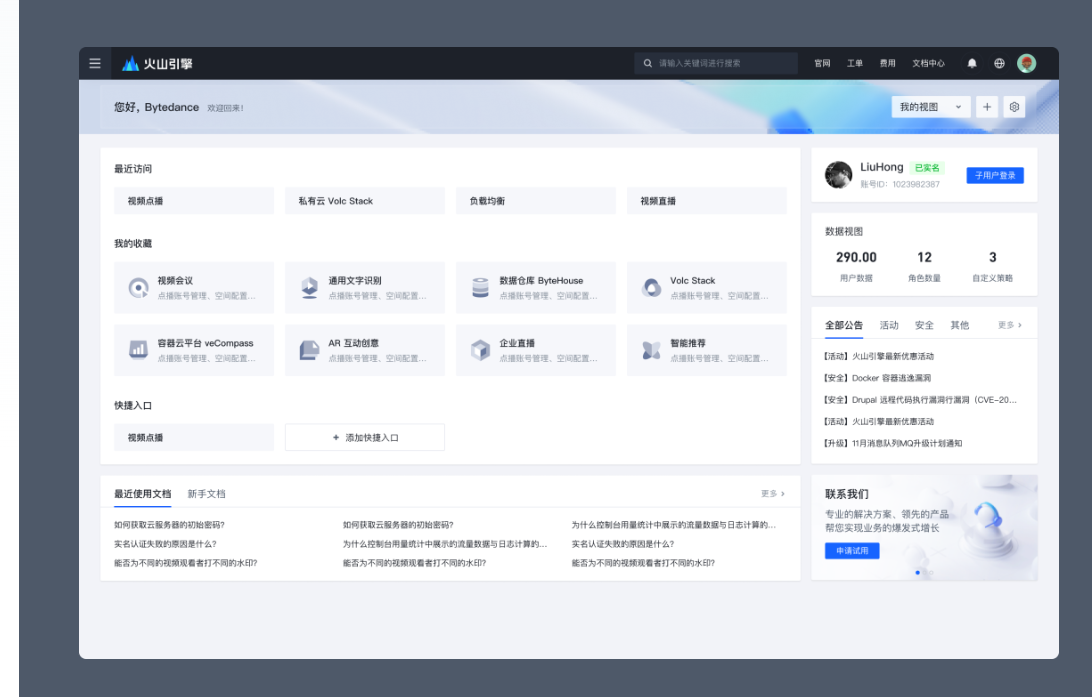 火山引擎
请输入关键词进行搜索
官网 工单 费用 文档中心
您好，Bytedance 欢迎回来！
我的视图
最近访问
视频点播
私有云 Volc Stack
负载均衡
视频直播
我的收藏
视频会议
点播账号管理、空间配置...
通用文字识别
点播账号管理、空间配置...
数据仓库 ByteHouse
点播账号管理、空间配置...
Volc Stack
点播账号管理、空间配置...
容器云平台 veCompass
点播账号管理、空间配置...
AR 互动创意
点播账号管理、空间配置...
企业直播
点播账号管理、空间配置...
智能推荐
点播账号管理、空间配置...
快捷入口
视频点播
+ 添加快捷入口
最近使用文档 新手文档 更多
如何获取云服务器的初始密码?
如何获取云服务器的初始密码?
为什么控制台用量统计中展示的流量数据与日志计算的...
实名认证失败的原因是什么?
为什么控制台用量统计中展示的流量数据与日志计算的...
实名认证失败的原因是什么?
能否为不同的视频观看者打不同的水印?
能否为不同的视频观看者打不同的水印?
能否为不同的视频观看者打不同的水印?
LiuHong 已实名
账号ID: 1023982387
子用户登录
数据视图
290.00 12 3
用户数据 角色数量 自定义策略
全部公告 活动 安全 其他 更多
【活动】火山引擎最新优惠活动
【安全】Docker 容器逃逸漏洞
【安全】Drupal 远程代码执行漏洞行漏洞（CVE-20...
【活动】火山引擎最新优惠活动
【升级】11月消息队列MQ升级计划通知
联系我们
专业的解决方案、领先的产品
帮您实现业务的爆发式增长
申请试用